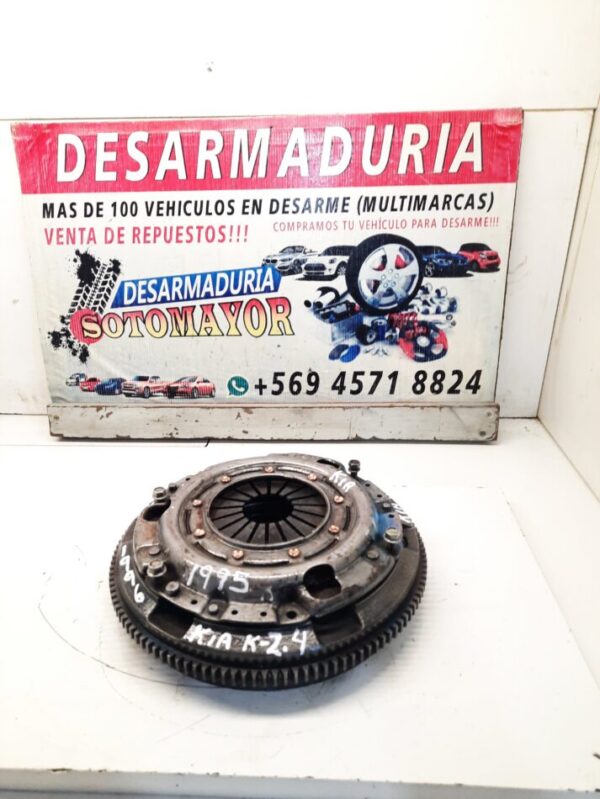 DESARMADURIA
MAS DE 100 VEHICULOS EN DESARME (MULTIMARCAS)
VENTA DE REPUESTOS!!!
COMPRAMOS TU VEHÍCULO PARA DESARME!!!
DESARMADURIA
SOTOMAYOR
+569 4571 8824
KIA
1995
KIA K-2.4